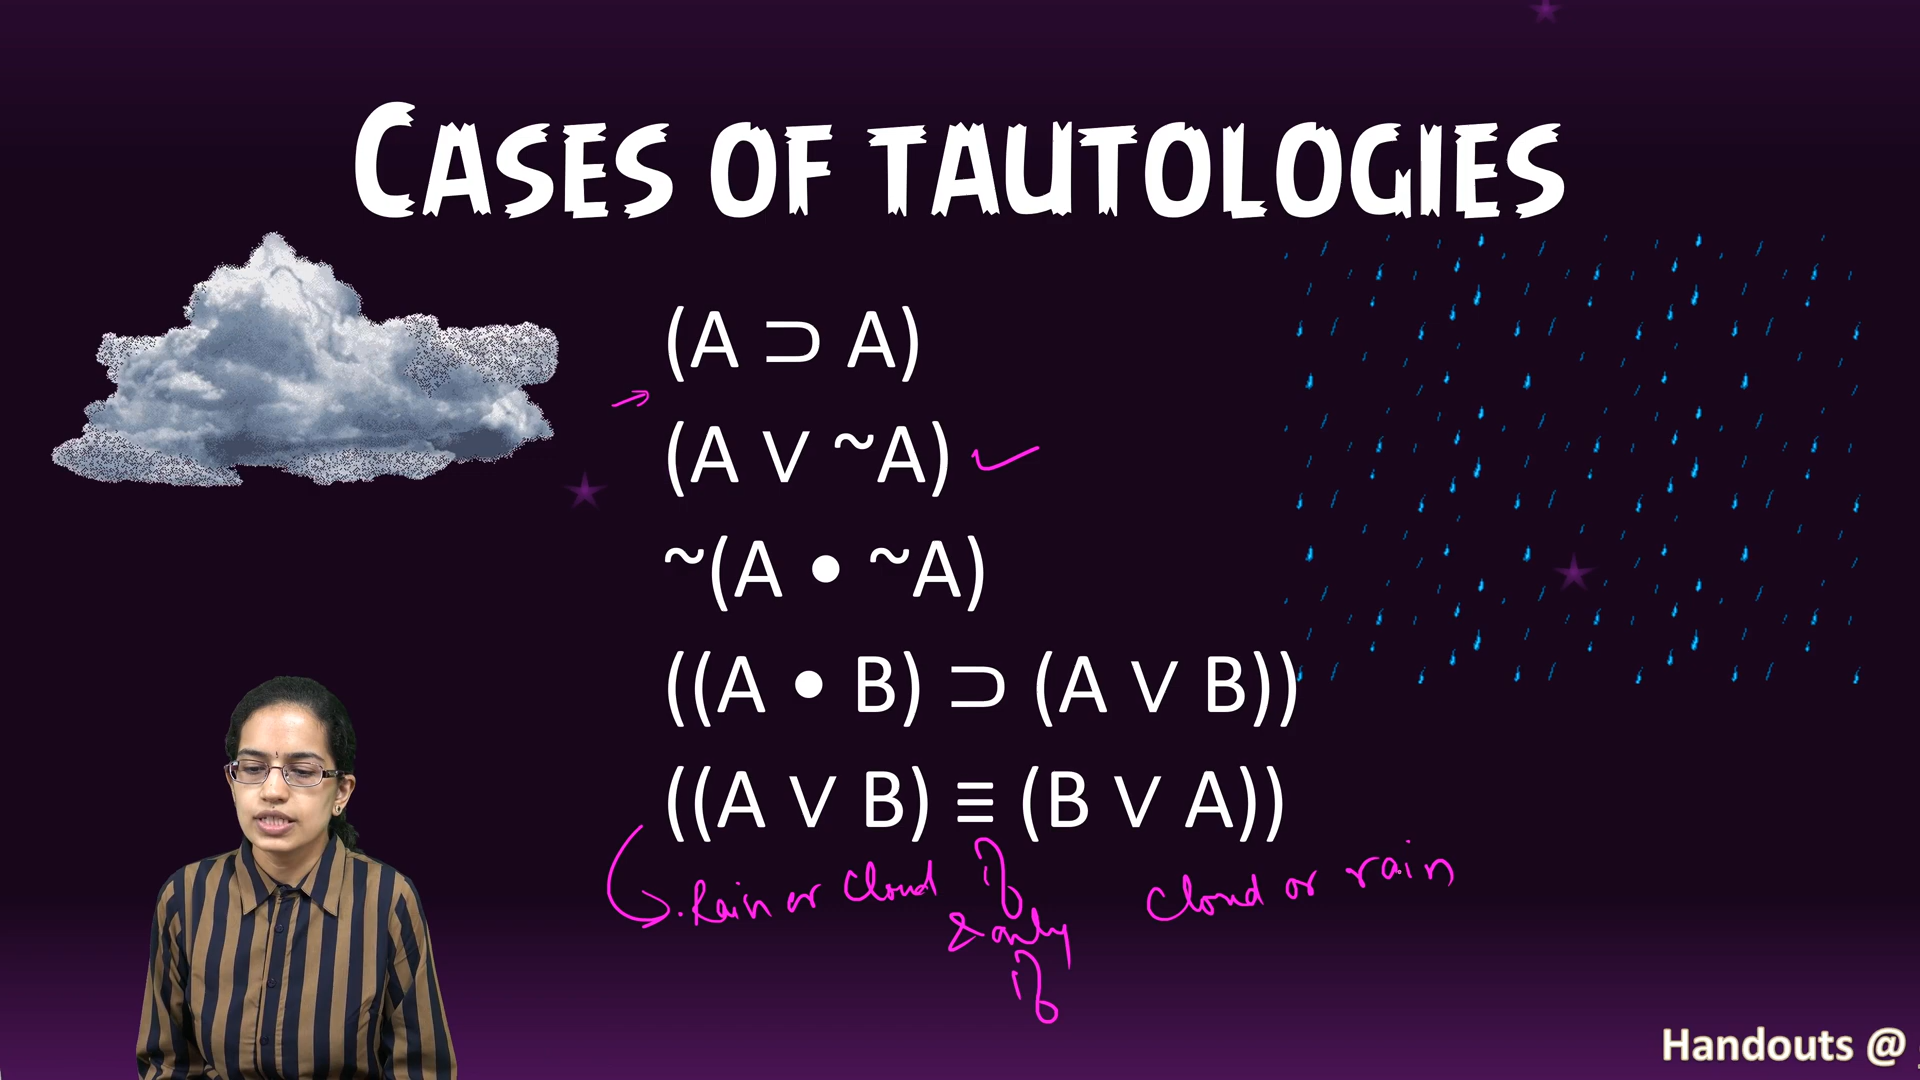 CASES OF TAUTOLOGIES
(A ⊃ A)
(A ∨ ~A)
~(A • ~A)
((A • B) ⊃ (A ∨ B))
((A ∨ B) ≡ (B ∨ A))
Rain or Cloud if & only if Cloud or rain
Handouts @